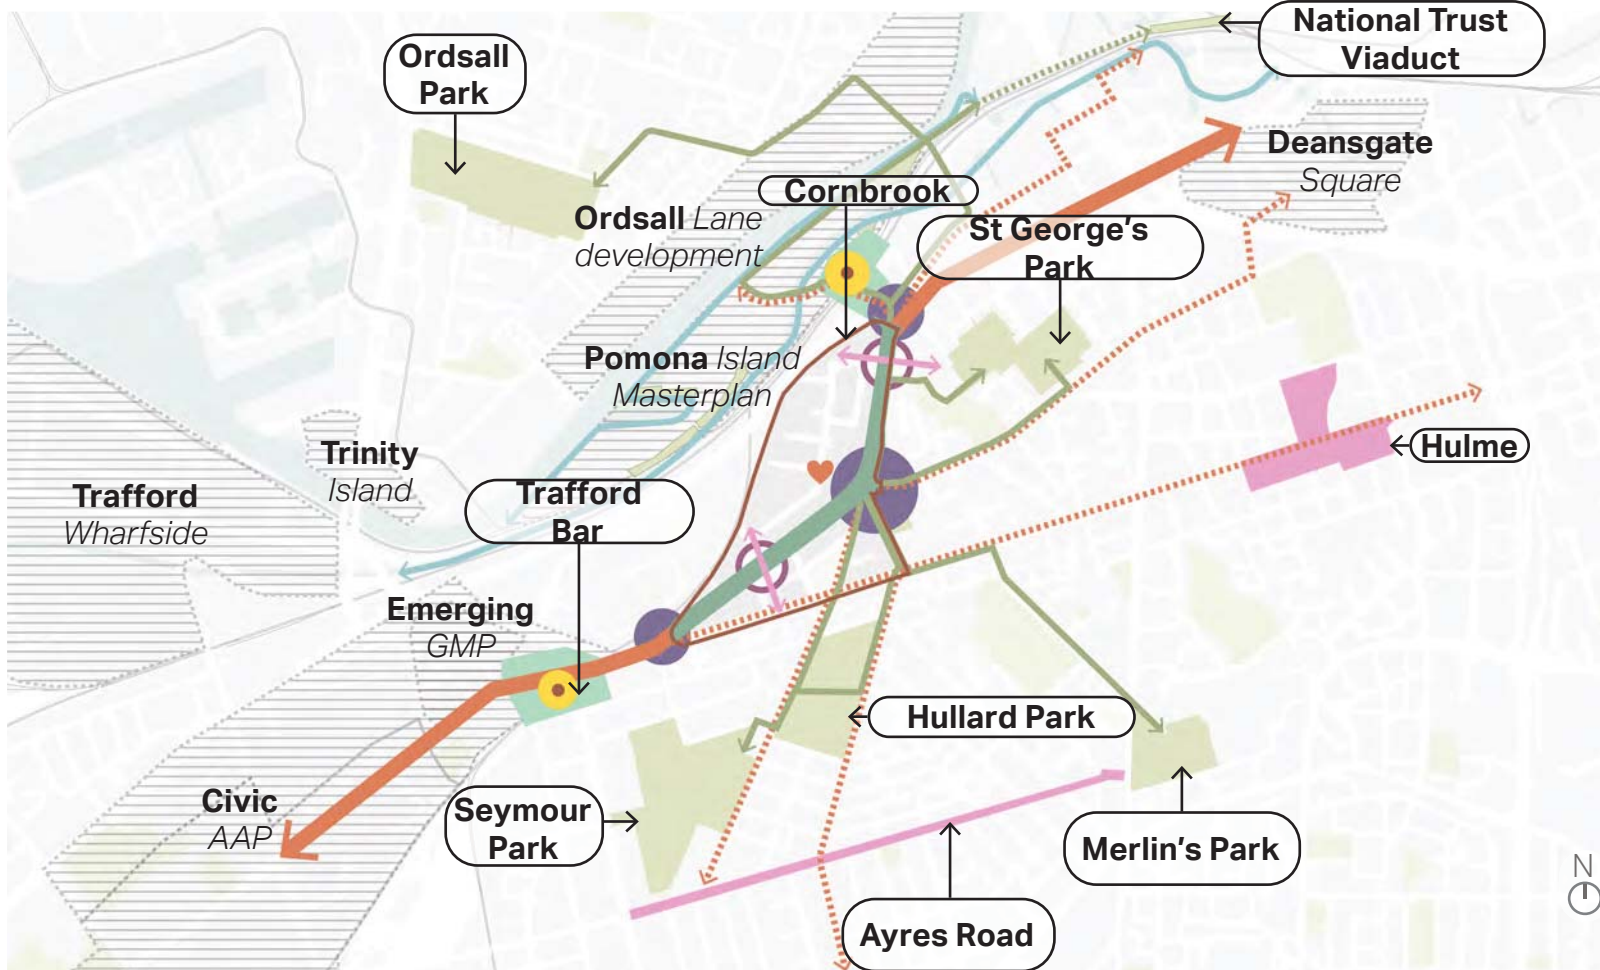 National Trust
Viaduct
Ordsall
Park
Deansgate
Square
Cornbrook
Ordsall Lane
development
St George's
Park
Pomona Island
Masterplan
Hulme
Trinity
Island
Trafford
Wharfside
Trafford
Bar
Emerging
GMP
Hullard Park
Civic
AAP
Seymour
Park
Merlin's Park
N
Ayres Road